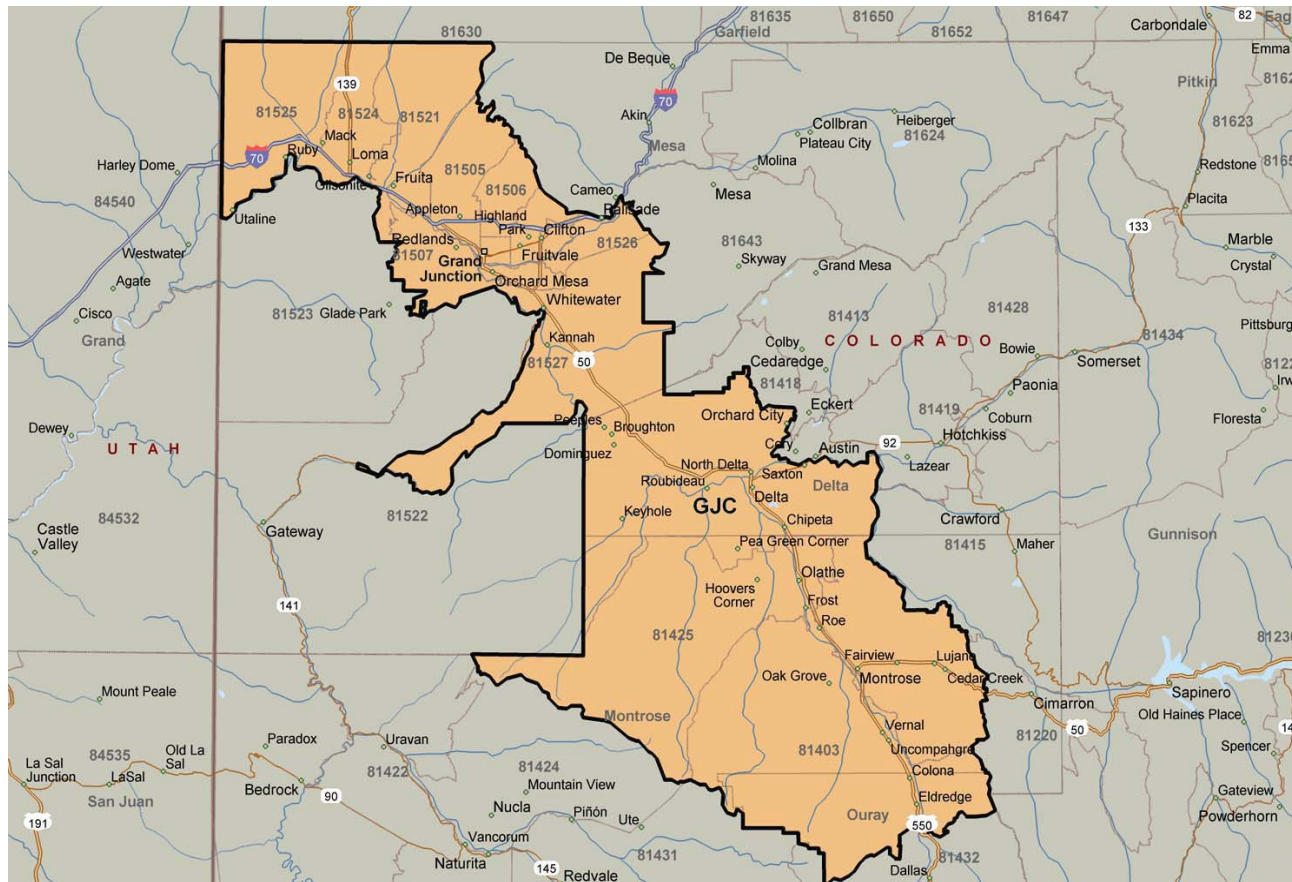 81635
81650
81647
Carbondale
82
Eag
81630
Garfield
81652
Emma
De Beque
Pitkin
8162
139
70
81525
81524
81521
Akin
Heiberger
Collbran
Plateau City
81624
81623
Mack
Harley Dome
70
Ruby
Loma
Mesa
Molina
8165
Gilsonite
Fruita
81505
Redstone
81506
Cameo
Mesa
84540
Utaline
Appleton
Highland
Park
Palisade
Placita
Clifton
133
Westwater
Redlands
81507
Fruitvale
81526
81643
Skyway
Marble
Grand
Junction
Crystal
Agate
Orchard Mesa
Grand Mesa
Whitewater
81428
Cisco
Glade Park
81523
81413
Pittsburg
Grand
Kannah
Colby
COLORADO
81434
Bowie
Somerset
81527
50
Cedaredge
8122
81418
Paonia
Irw
Orchard City
Eckert
81419
Coburn
Floresta
Dewey
Peeples
Broughton
Cory
UTAH
Dominguez
Austin
92
Hotchkiss
Lazear
North Delta
Saxton
Roubideau
Delta
Delta
84532
81522
GJC
Gateway
Keyhole
Chipeta
Crawford
Castle
Valley
Pea Green Corner
81415
Maher
Gunnison
Olathe
141
Hoovers
Corner
Frost
Roe
81425
81230
Fairview
Lujane
Oak Grove
Montrose
Cedar Creek
Sapinero
Mount Peale
Cimarron
Montrose
Vernal
50
Old Haines Place
14
84535
Old La
Sal
Paradox
Uravan
81403
Uncompahgre
81220
Spencer
La Sal
Junction
LaSal
81422
81424
Colona
San Juan
Bedrock
90
Mountain View
Gateview
Nucla
Eldredge
Powderhorn
Piñón
Ute
Ouray
550
191
Vancorum
Naturita
145
Redvale
81431
Dallas
81432